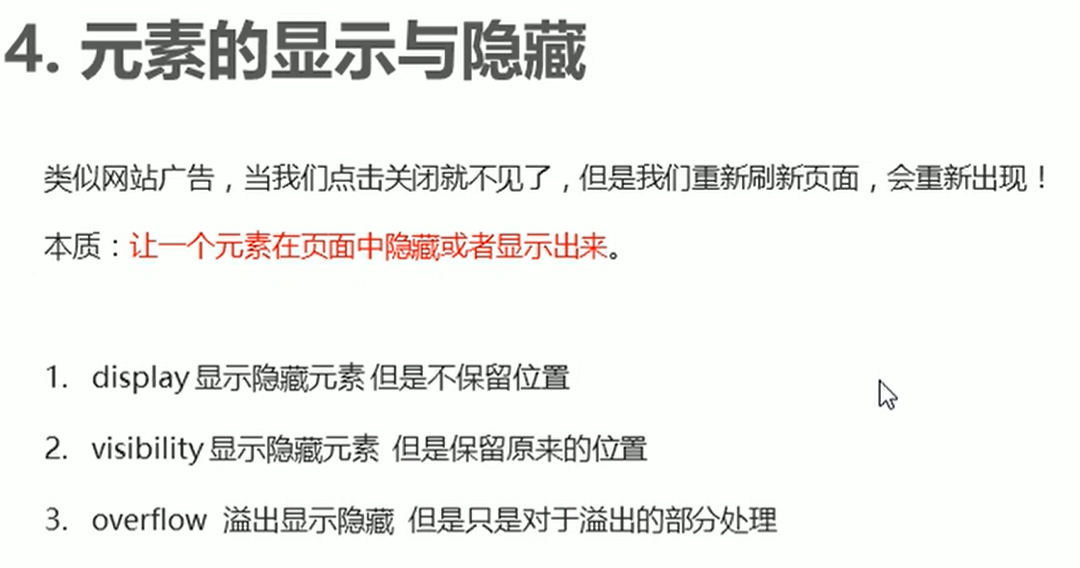 4. 元素的显示与隐藏
类似网站广告，当我们点击关闭就不见了，但是我们重新刷新页面，会重新出现！
本质：让一个元素在页面中隐藏或者显示出来。
1. display 显示隐藏元素 但是不保留位置
2. visibility 显示隐藏元素 但是保留原来的位置
3. overflow 溢出显示隐藏 但是只是对于溢出的部分处理